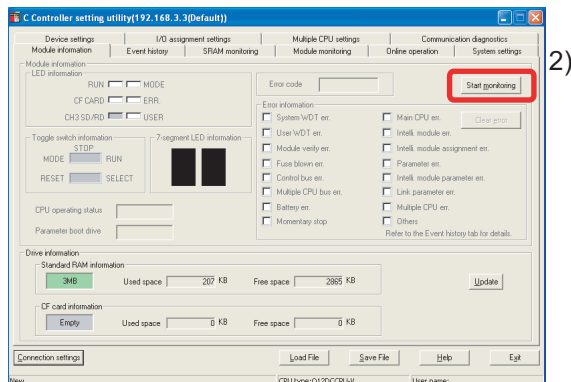 C Controller setting utility(192.168.3.3(Default))
2)
Device settings I/O assignment settings Multiple CPU settings Communication diagnostics
Module information Event history SRAM monitoring Module monitoring Online operation System settings
Module information
LED information
RUN MODE
CF CARD ERR.
CH3 SD/RD USER
Error code
Start monitoring
Toggle switch information
STOP
MODE RUN
RESET SELECT
7-segment LED information
Error information
System WDT err.
User WDT err.
Module verify err.
Fuse blown err.
Control bus err.
Multiple CPU bus err.
Battery err.
Momentary stop
Main CPU err.
Intelli. module err.
Intelli. module assignment err.
Parameter err.
Intelli. module parameter err.
Link parameter err.
Multiple CPU err.
Others
Clear error
Refer to the Event history tab for details.
CPU operating status
Parameter boot drive
Drive information
Standard RAM information
3MB Used space 207 KB Free space 2865 KB
Update
CF card information
Empty Used space 0 KB Free space 0 KB
Connection settings Load File Save File Help Exit
New CPU type:Q12DCCPU-V User name: